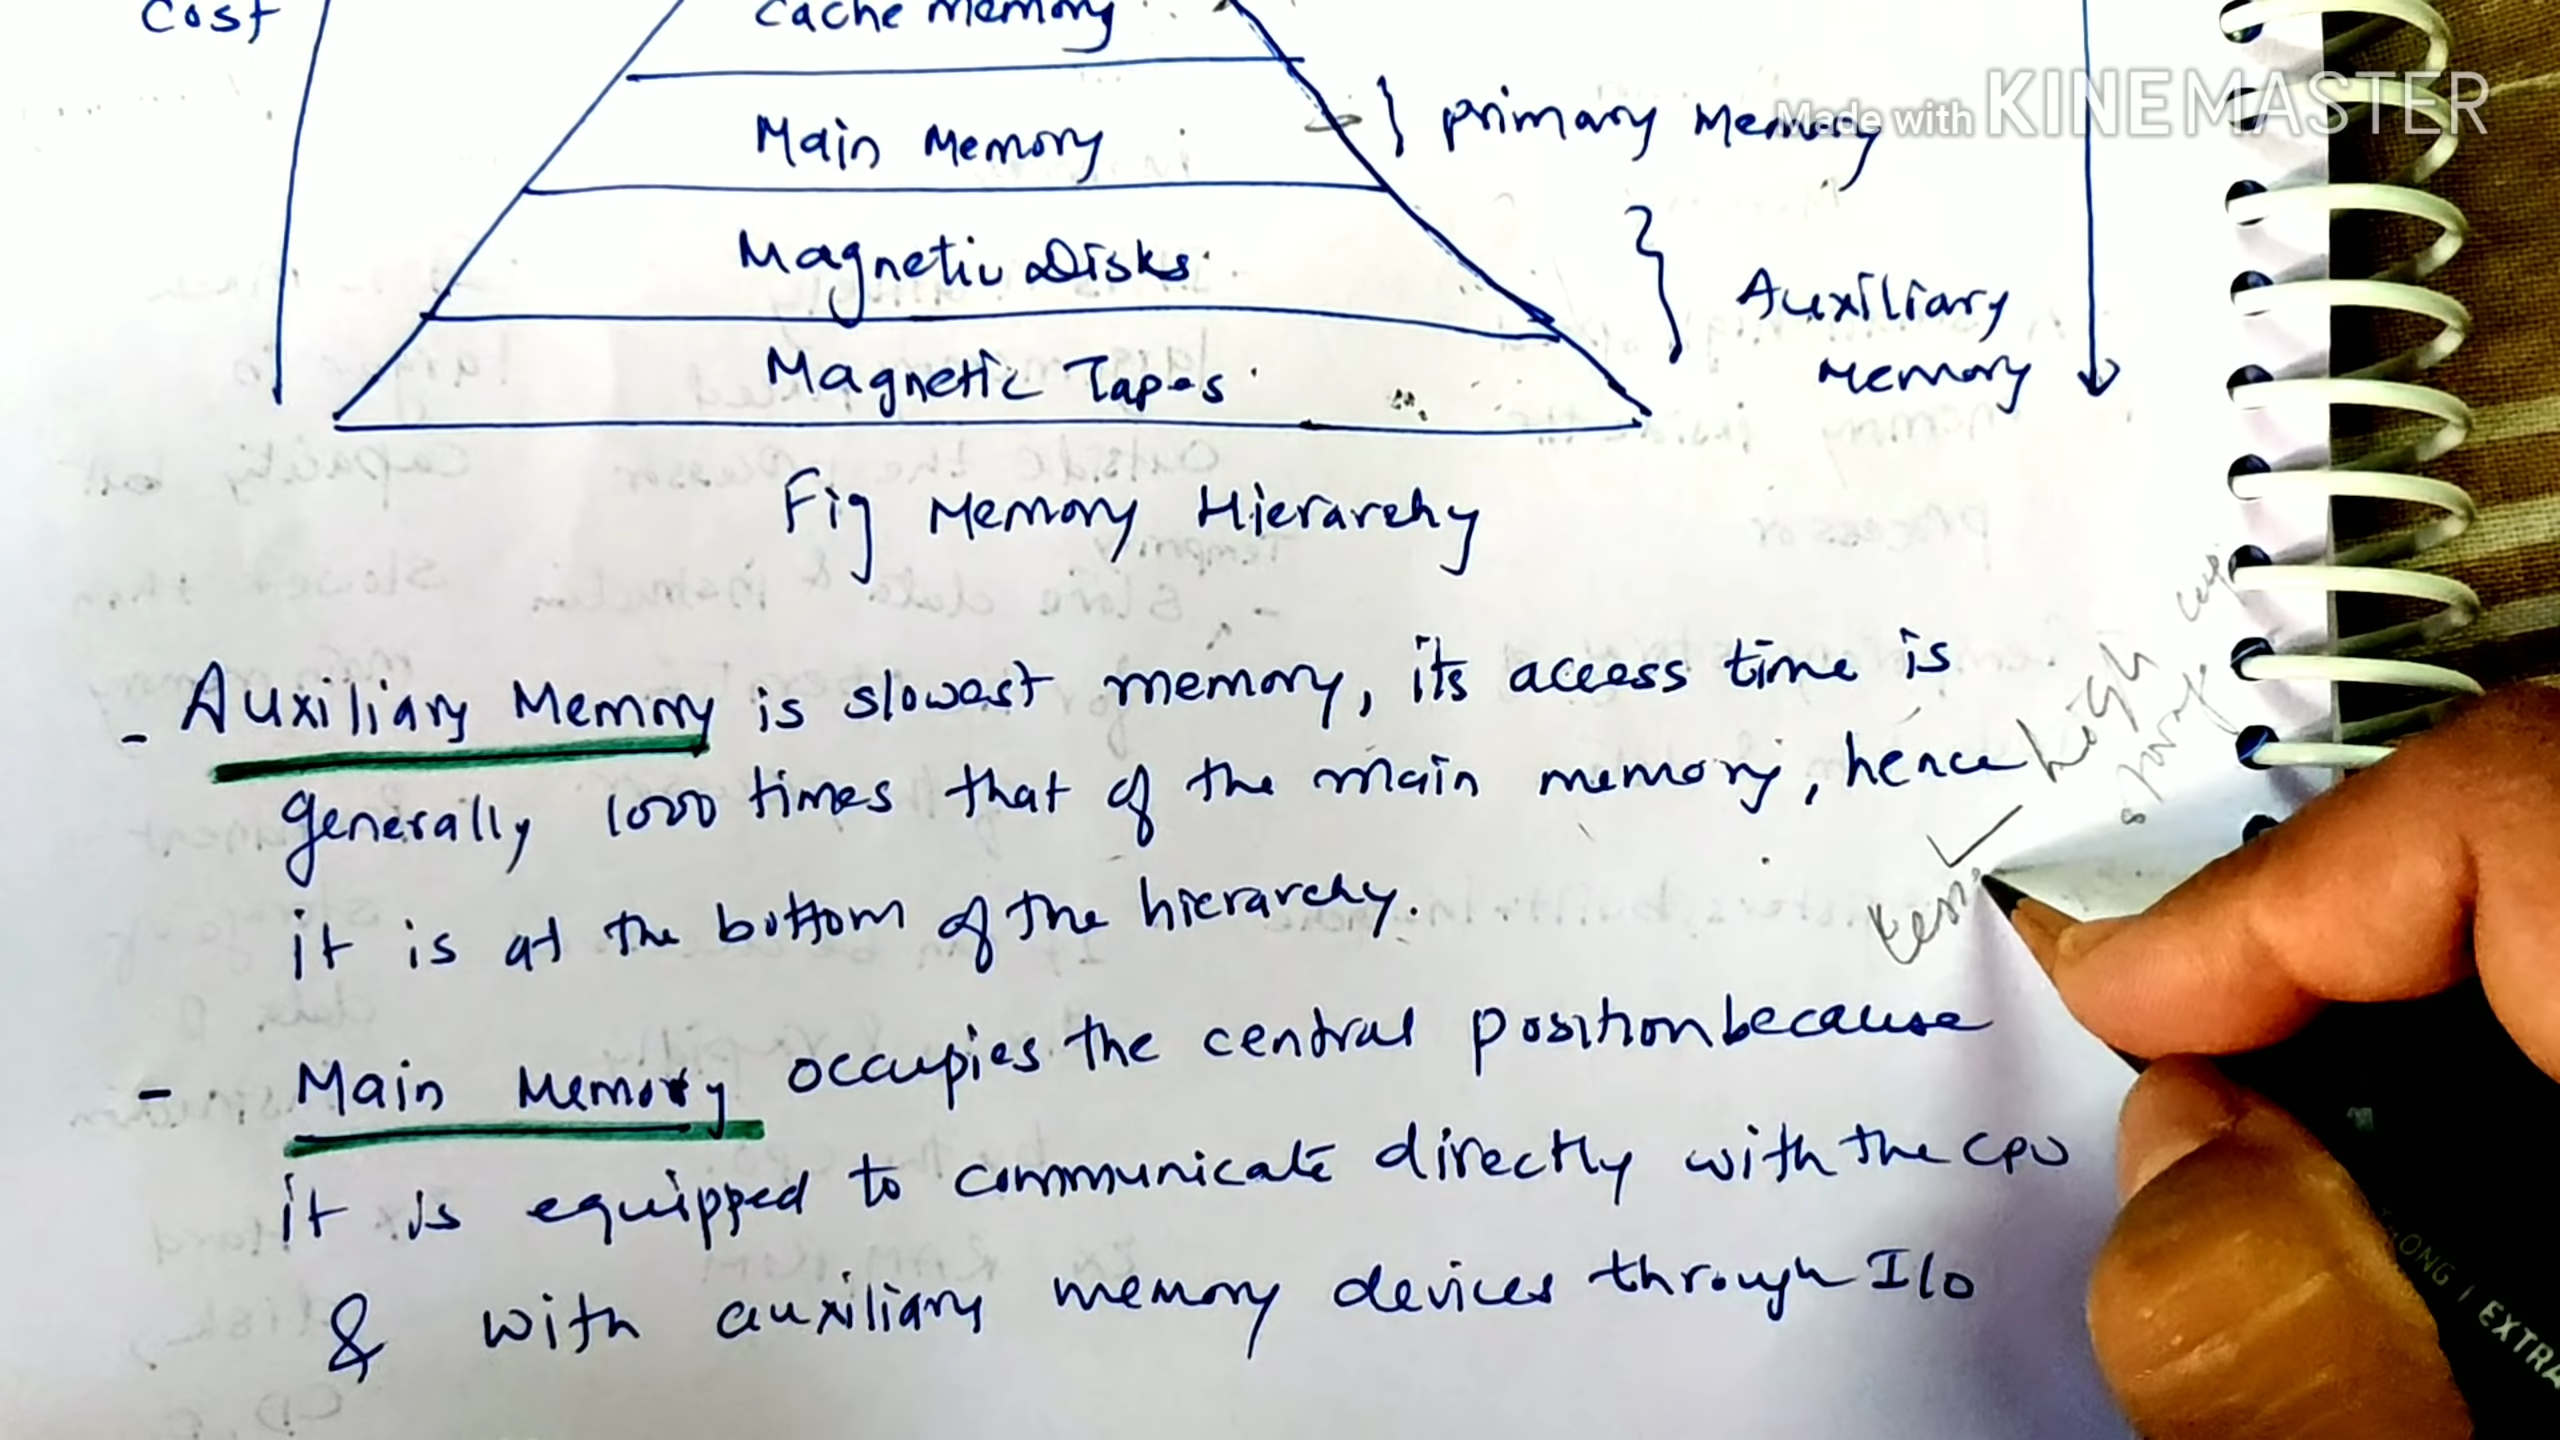 Cost
Cache Memory
Main Memory
} primary Memory
Made with KINEMASTER
Magnetic Disks
Auxiliary
Memory
Magnetic Tapes
Fig Memory Hierarchy
- Auxiliary Memory is slowest memory, its access time is
generally 1000 times that of the main memory, hence
high
it is at the bottom of the hierarchy.
- Main Memory occupies the central position because
it is equipped to communicate directly with the CPU
& with auxiliary memory devices through I/O
EXTRA